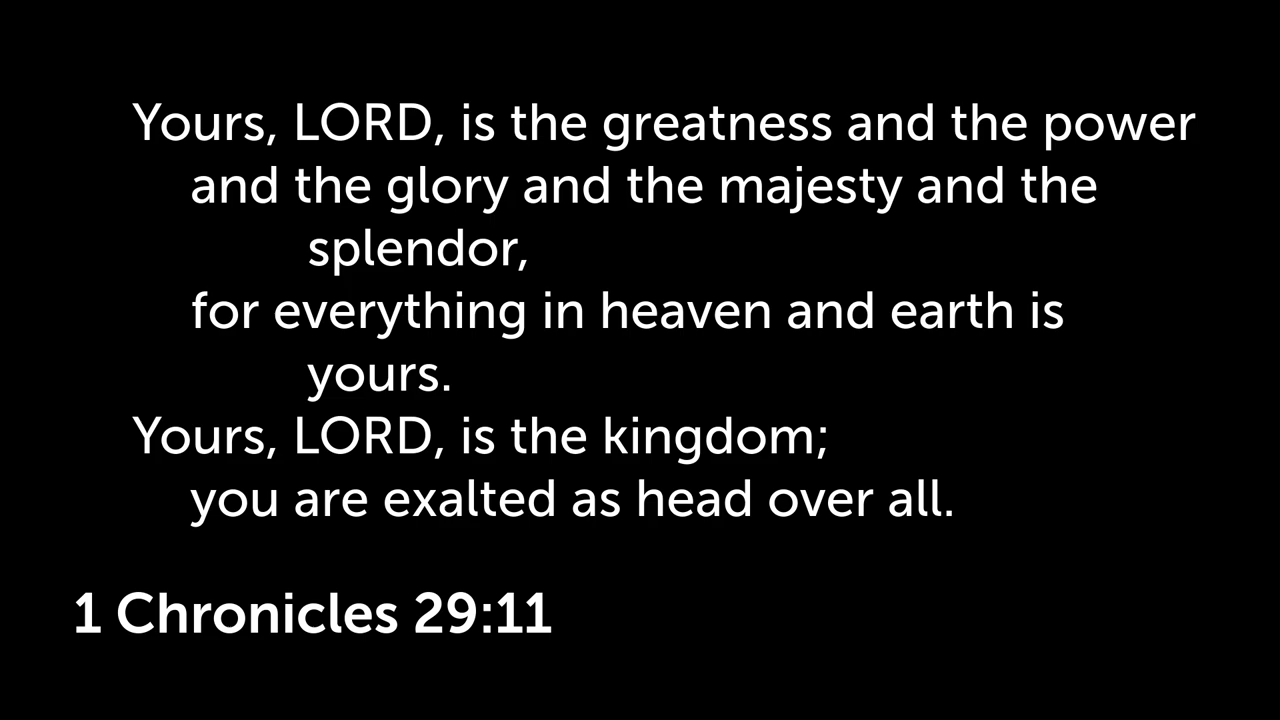 Yours, LORD, is the greatness and the power
and the glory and the majesty and the
splendor,
for everything in heaven and earth is
yours.
Yours, LORD, is the kingdom;
you are exalted as head over all.
1 Chronicles 29:11